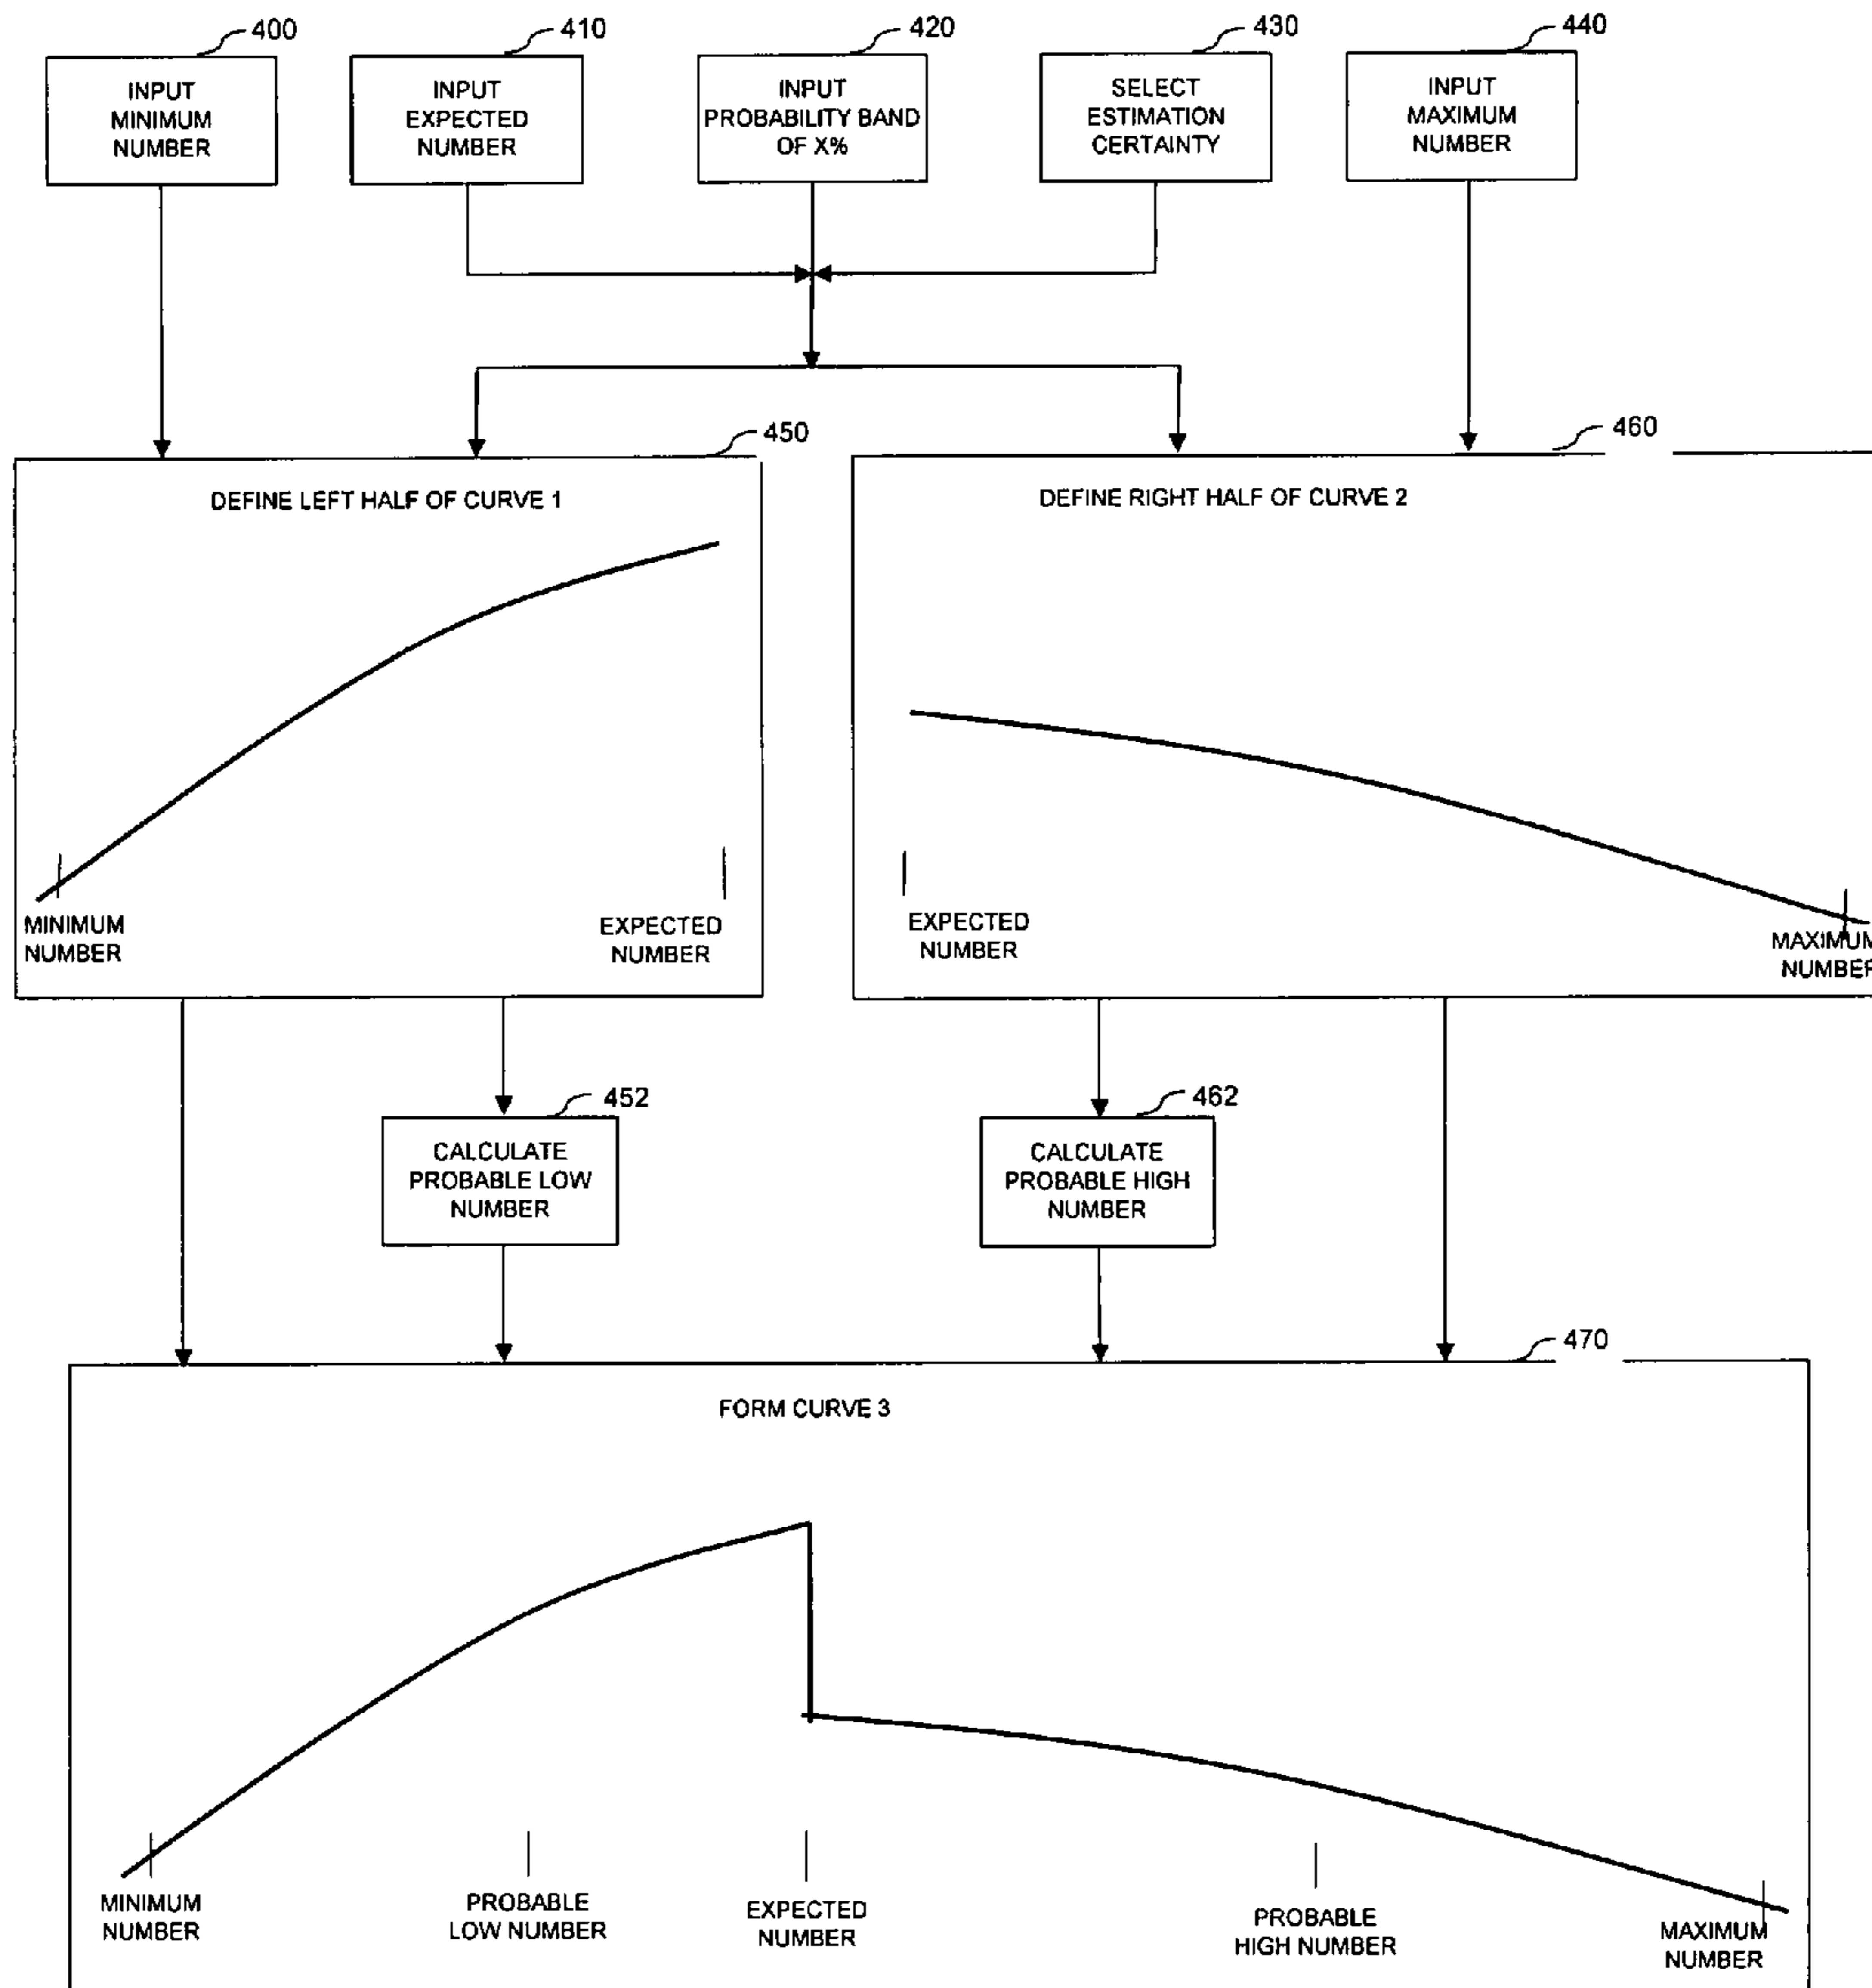 400
410
420
430
440
INPUT
MINIMUM
NUMBER
INPUT
EXPECTED
NUMBER
INPUT
PROBABILITY BAND
OF X%
SELECT
ESTIMATION
CERTAINTY
INPUT
MAXIMUM
NUMBER
450
460
DEFINE LEFT HALF OF CURVE 1
DEFINE RIGHT HALF OF CURVE 2
MINIMUM
NUMBER
EXPECTED
NUMBER
EXPECTED
NUMBER
MAXIMUM
NUMBER
452
462
CALCULATE
PROBABLE LOW
NUMBER
CALCULATE
PROBABLE HIGH
NUMBER
470
FORM CURVE 3
MINIMUM
NUMBER
PROBABLE
LOW NUMBER
EXPECTED
NUMBER
PROBABLE
HIGH NUMBER
MAXIMUM
NUMBER